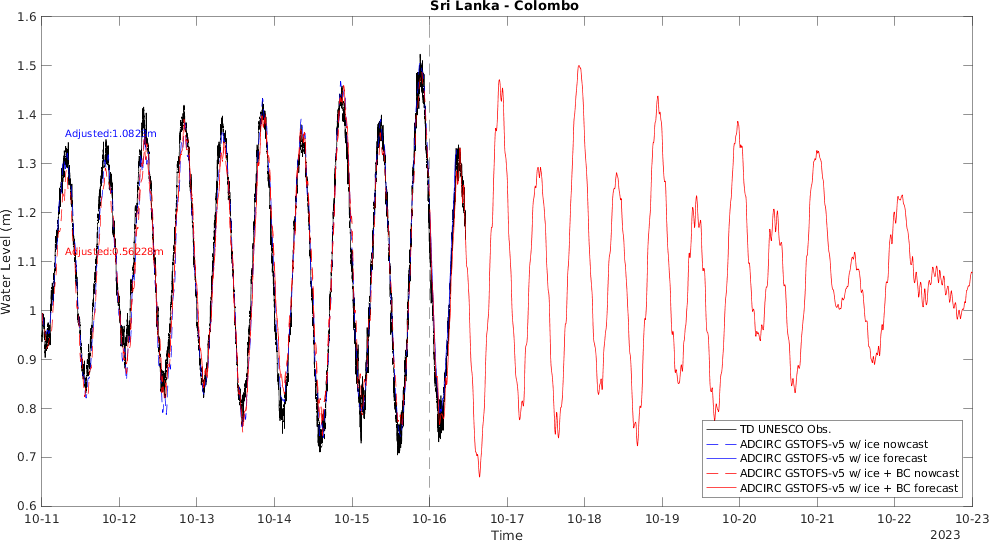 Sri Lanka - Colombo
1.6
1.5
1.4
1.3
1.2
1.1
1
0.9
0.8
0.7
0.6
Water Level (m)
Adjusted:0.56228m
TD UNESCO Obs.
ADCIRC GSTOFS-v5 w/ ice nowcast
ADCIRC GSTOFS-v5 w/ ice forecast
ADCIRC GSTOFS-v5 w/ ice + BC nowcast
ADCIRC GSTOFS-v5 w/ ice + BC forecast
10-11 10-12 10-13 10-14 10-15 10-16 10-17 10-18 10-19 10-20 10-21 10-22 10-23
Time
2023